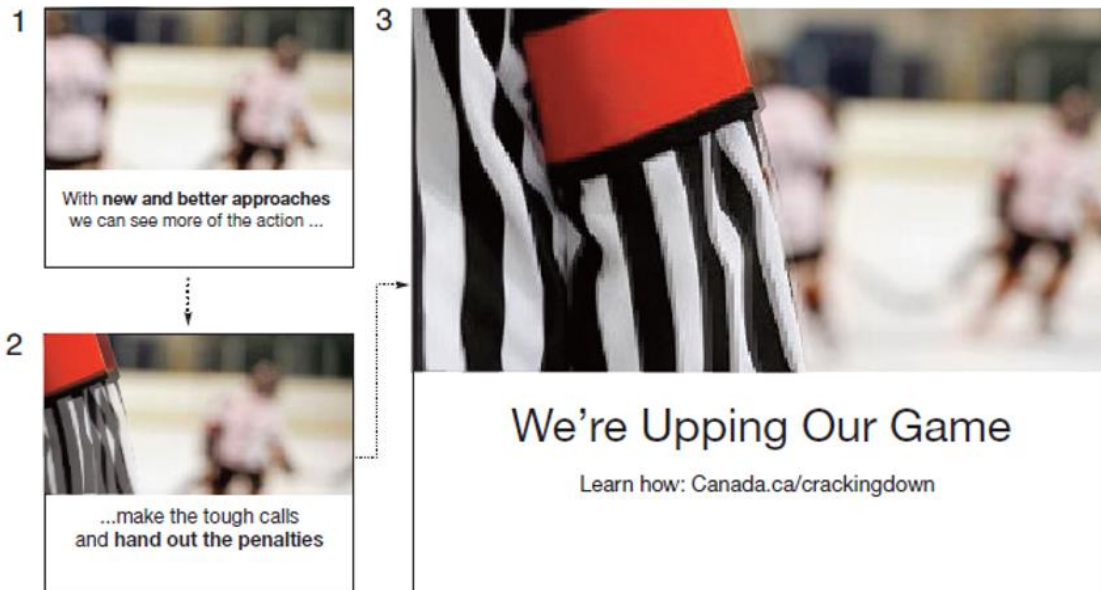 1
With new and better approaches
we can see more of the action ...
2
...make the tough calls
and hand out the penalties
3
We're Upping Our Game
Learn how: Canada.ca/crackingdown